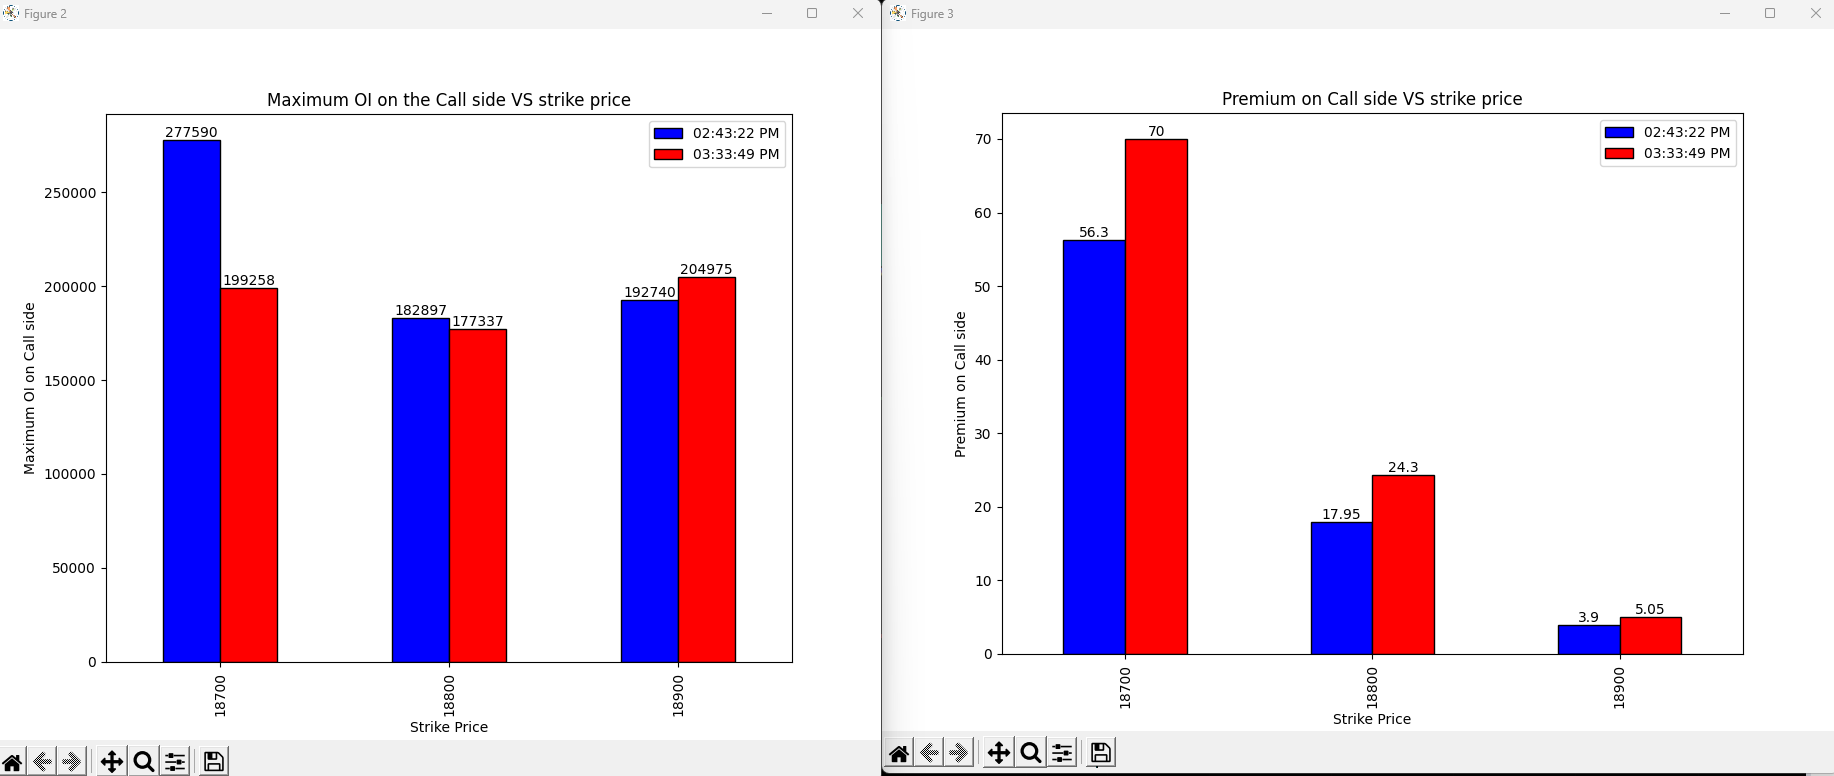 Figure 2
Maximum OI on the Call side VS strike price
02:43:22 PM
03:33:49 PM
277590
199258
182897
177337
192740
204975
250000
200000
150000
100000
50000
0
Maximum OI on Call side
18700
18800
18900
Strike Price
Figure 3
Premium on Call side VS strike price
02:43:22 PM
03:33:49 PM
56.3
70
17.95
24.3
3.9
5.05
70
60
50
40
30
20
10
0
Premium on Call side
18700
18800
18900
Strike Price